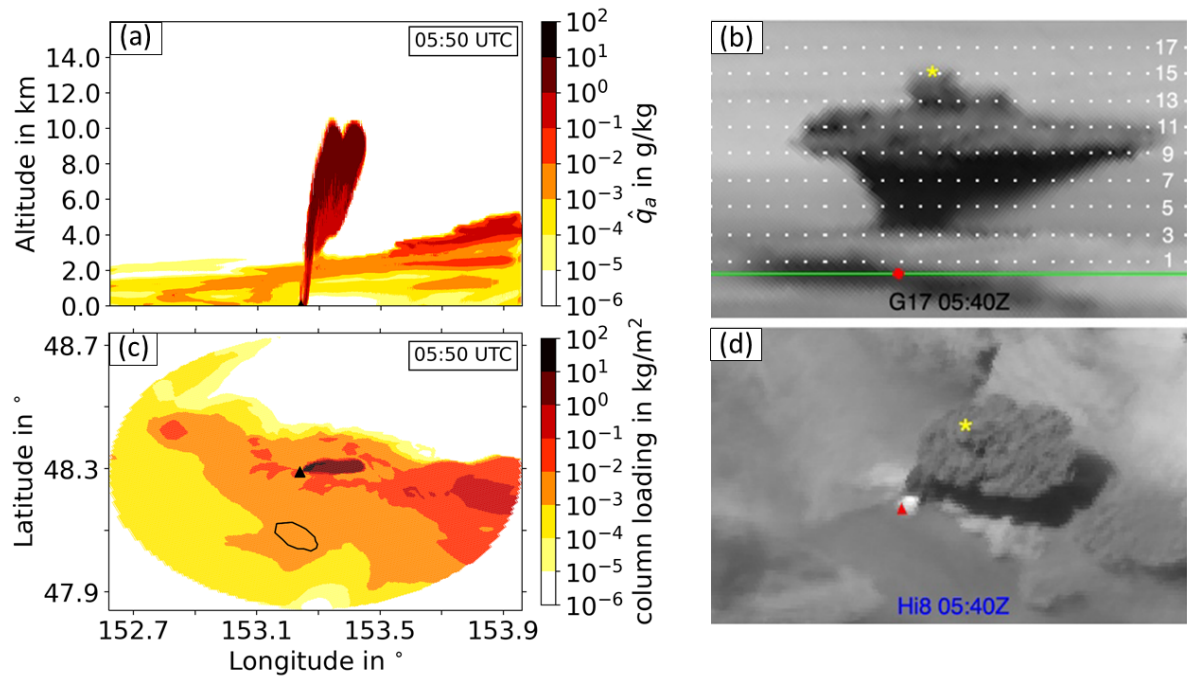 (a)
05:50 UTC
14.0
12.0
10.0
8.0
6.0
4.0
2.0
0.0
Altitude in km
10²
10¹
10⁰
10⁻¹
10⁻²
10⁻³
10⁻⁴
10⁻⁵
10⁻⁶
q̂ₐ in g/kg
(b)
17
15
13
11
9
7
5
3
1
G17 05:40Z
(c)
05:50 UTC
48.7
48.3
47.9
Latitude in °
152.7 153.1 153.5 153.9
Longitude in °
10²
10¹
10⁰
10⁻¹
10⁻²
10⁻³
10⁻⁴
10⁻⁵
10⁻⁶
column loading in kg/m²
(d)
Hi8 05:40Z